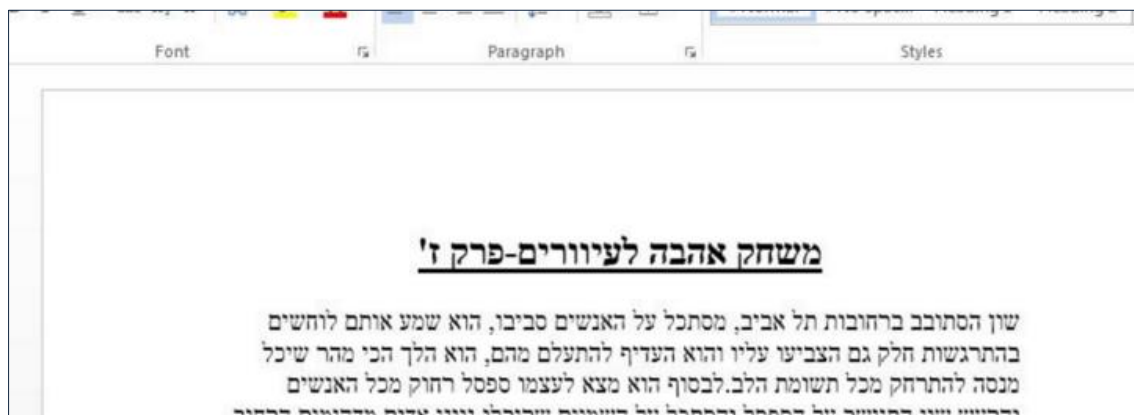 Font
Paragraph
Styles
משחק אהבה לעיוורים-פרק ז'
שון הסתובב ברחובות תל אביב, מסתכל על האנשים סביבו, הוא שמע אותם לוחשים
בהתרגשות חלק גם הצביעו עליו והוא העדיף להתעלם מהם, הוא הלך הכי מהר שיכל
מנסה להתרחק מכל תשומת הלב.לבסוף הוא מצא לעצמו ספסל רחוק מכל האנשים